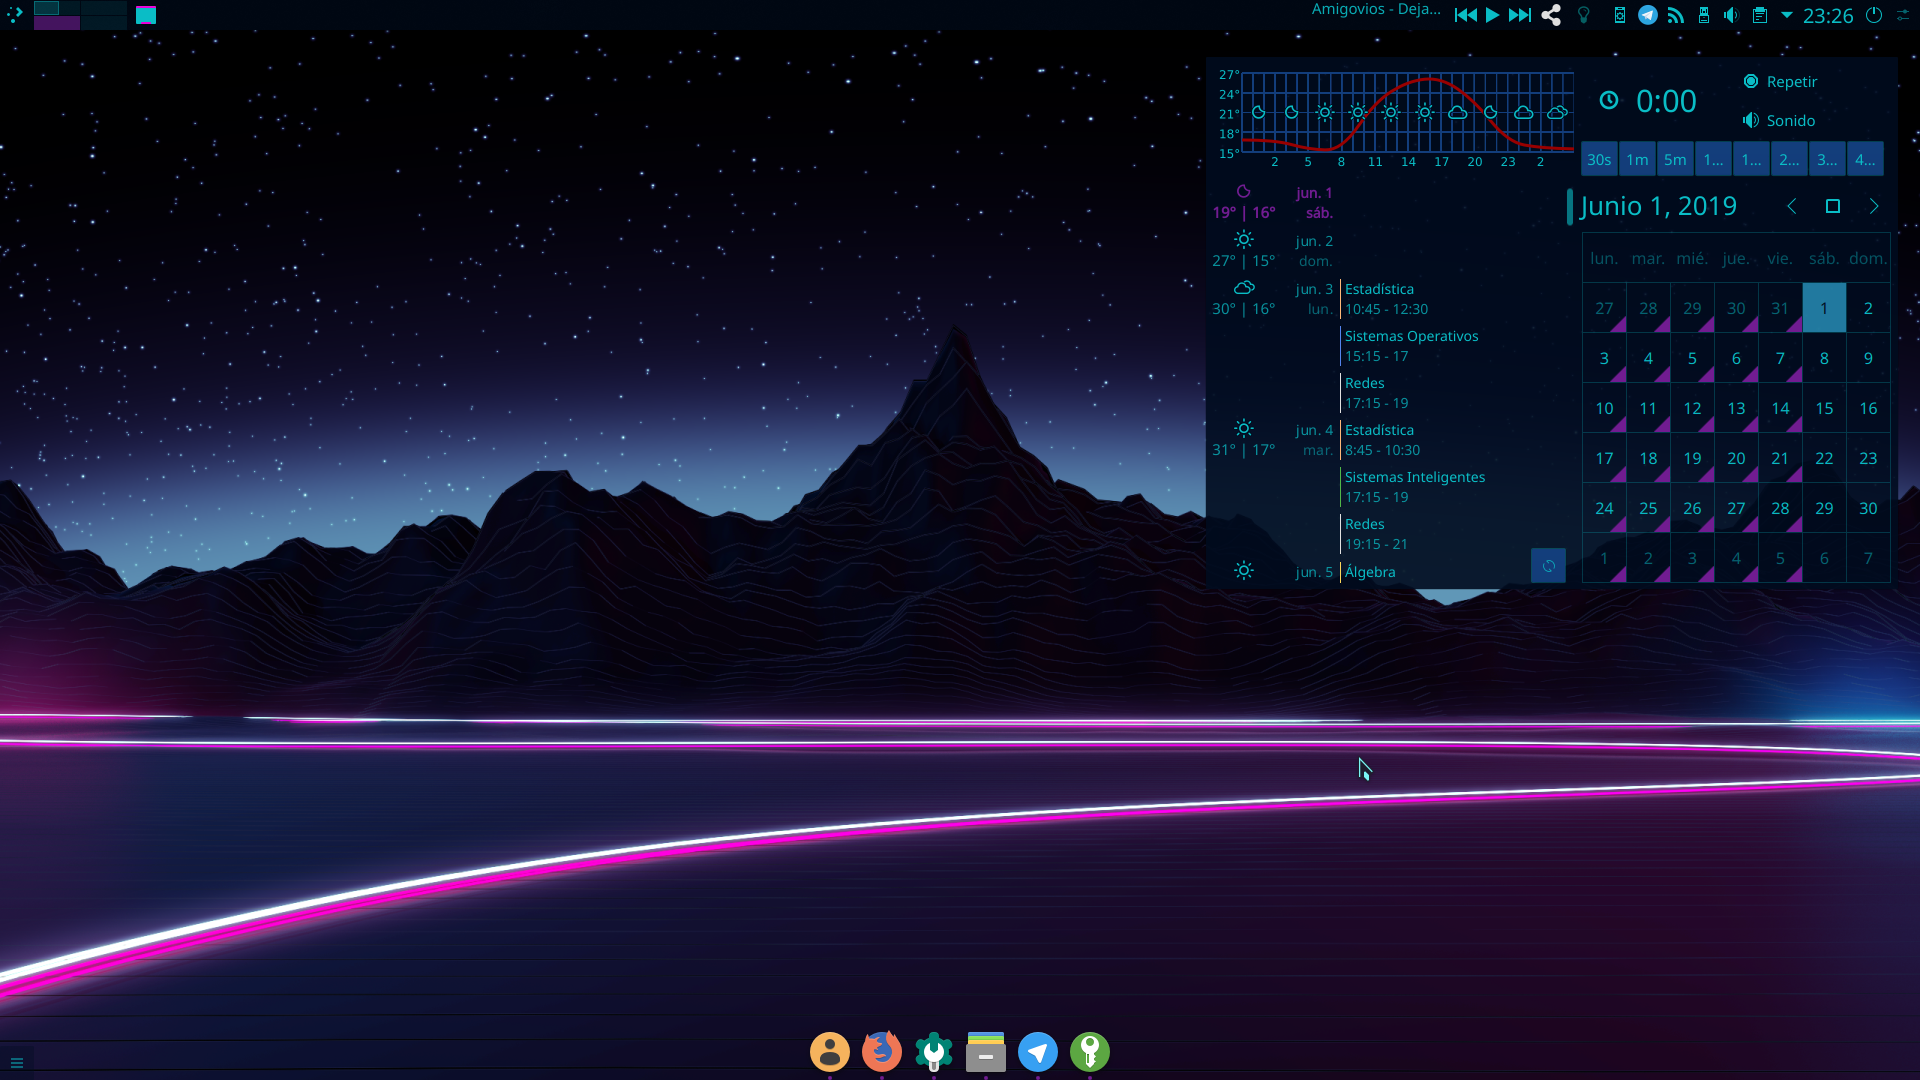 Amigovios - Deja...
23:26
27°
24°
21°
18°
15°
2 5 8 11 14 17 20 23 2
0:00
Repetir
Sonido
30s 1m 5m 1... 1... 2... 3... 4...
jun. 1
19° | 16° sáb.
jun. 2
27° | 15° dom.
jun. 3 Estadística
30° | 16° lun. 10:45 - 12:30
Sistemas Operativos
15:15 - 17
Redes
17:15 - 19
jun. 4 Estadística
31° | 17° mar. 8:45 - 10:30
Sistemas Inteligentes
17:15 - 19
Redes
19:15 - 21
jun. 5 Álgebra
Junio 1, 2019
lun. mar. mié. jue. vie. sáb. dom.
27 28 29 30 31 1 2
3 4 5 6 7 8 9
10 11 12 13 14 15 16
17 18 19 20 21 22 23
24 25 26 27 28 29 30
1 2 3 4 5 6 7